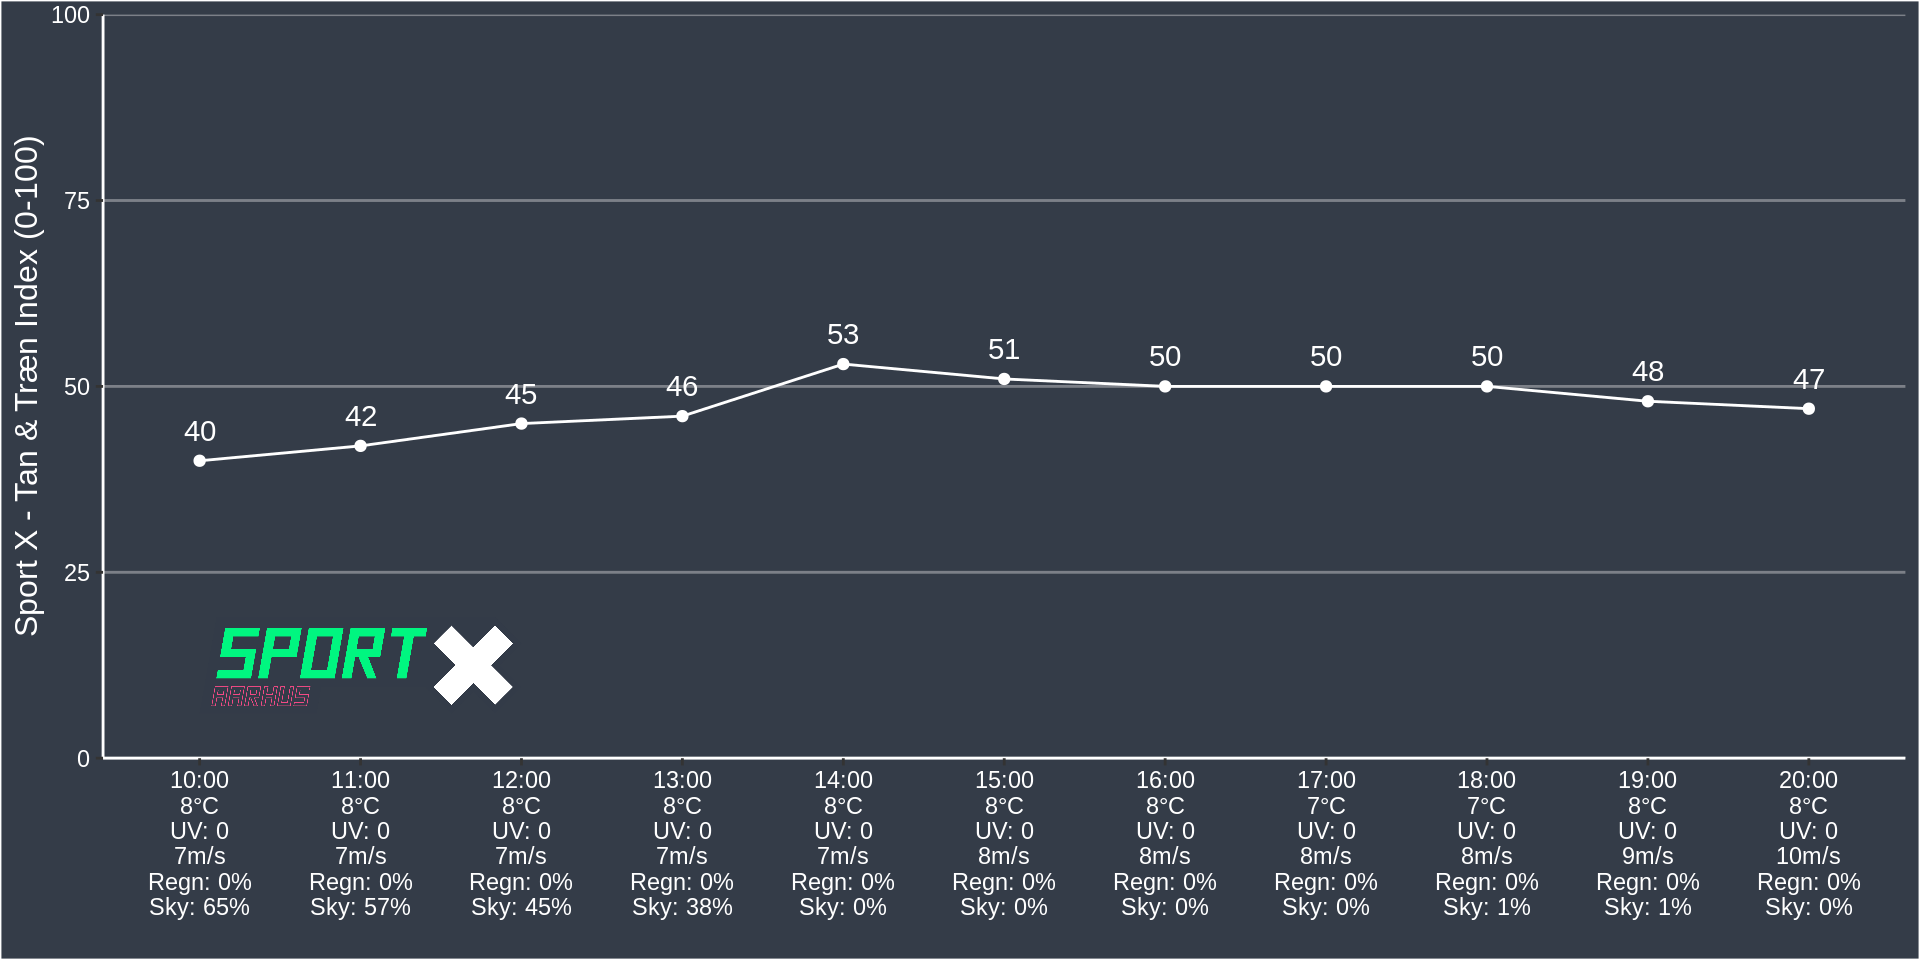 Sport X - Tan & Træn Index (0-100)
100
75
50
25
0
40 42 45 46 53 51 50 50 50 48 47
SPORT X
AARHUS
10:00 11:00 12:00 13:00 14:00 15:00 16:00 17:00 18:00 19:00 20:00
8°C 8°C 8°C 8°C 8°C 8°C 8°C 7°C 7°C 8°C 8°C
UV: 0 UV: 0 UV: 0 UV: 0 UV: 0 UV: 0 UV: 0 UV: 0 UV: 0 UV: 0 UV: 0
7m/s 7m/s 7m/s 7m/s 7m/s 8m/s 8m/s 8m/s 8m/s 9m/s 10m/s
Regn: 0% Regn: 0% Regn: 0% Regn: 0% Regn: 0% Regn: 0% Regn: 0% Regn: 0% Regn: 0% Regn: 0% Regn: 0%
Sky: 65% Sky: 57% Sky: 45% Sky: 38% Sky: 0% Sky: 0% Sky: 0% Sky: 0% Sky: 1% Sky: 1% Sky: 0%